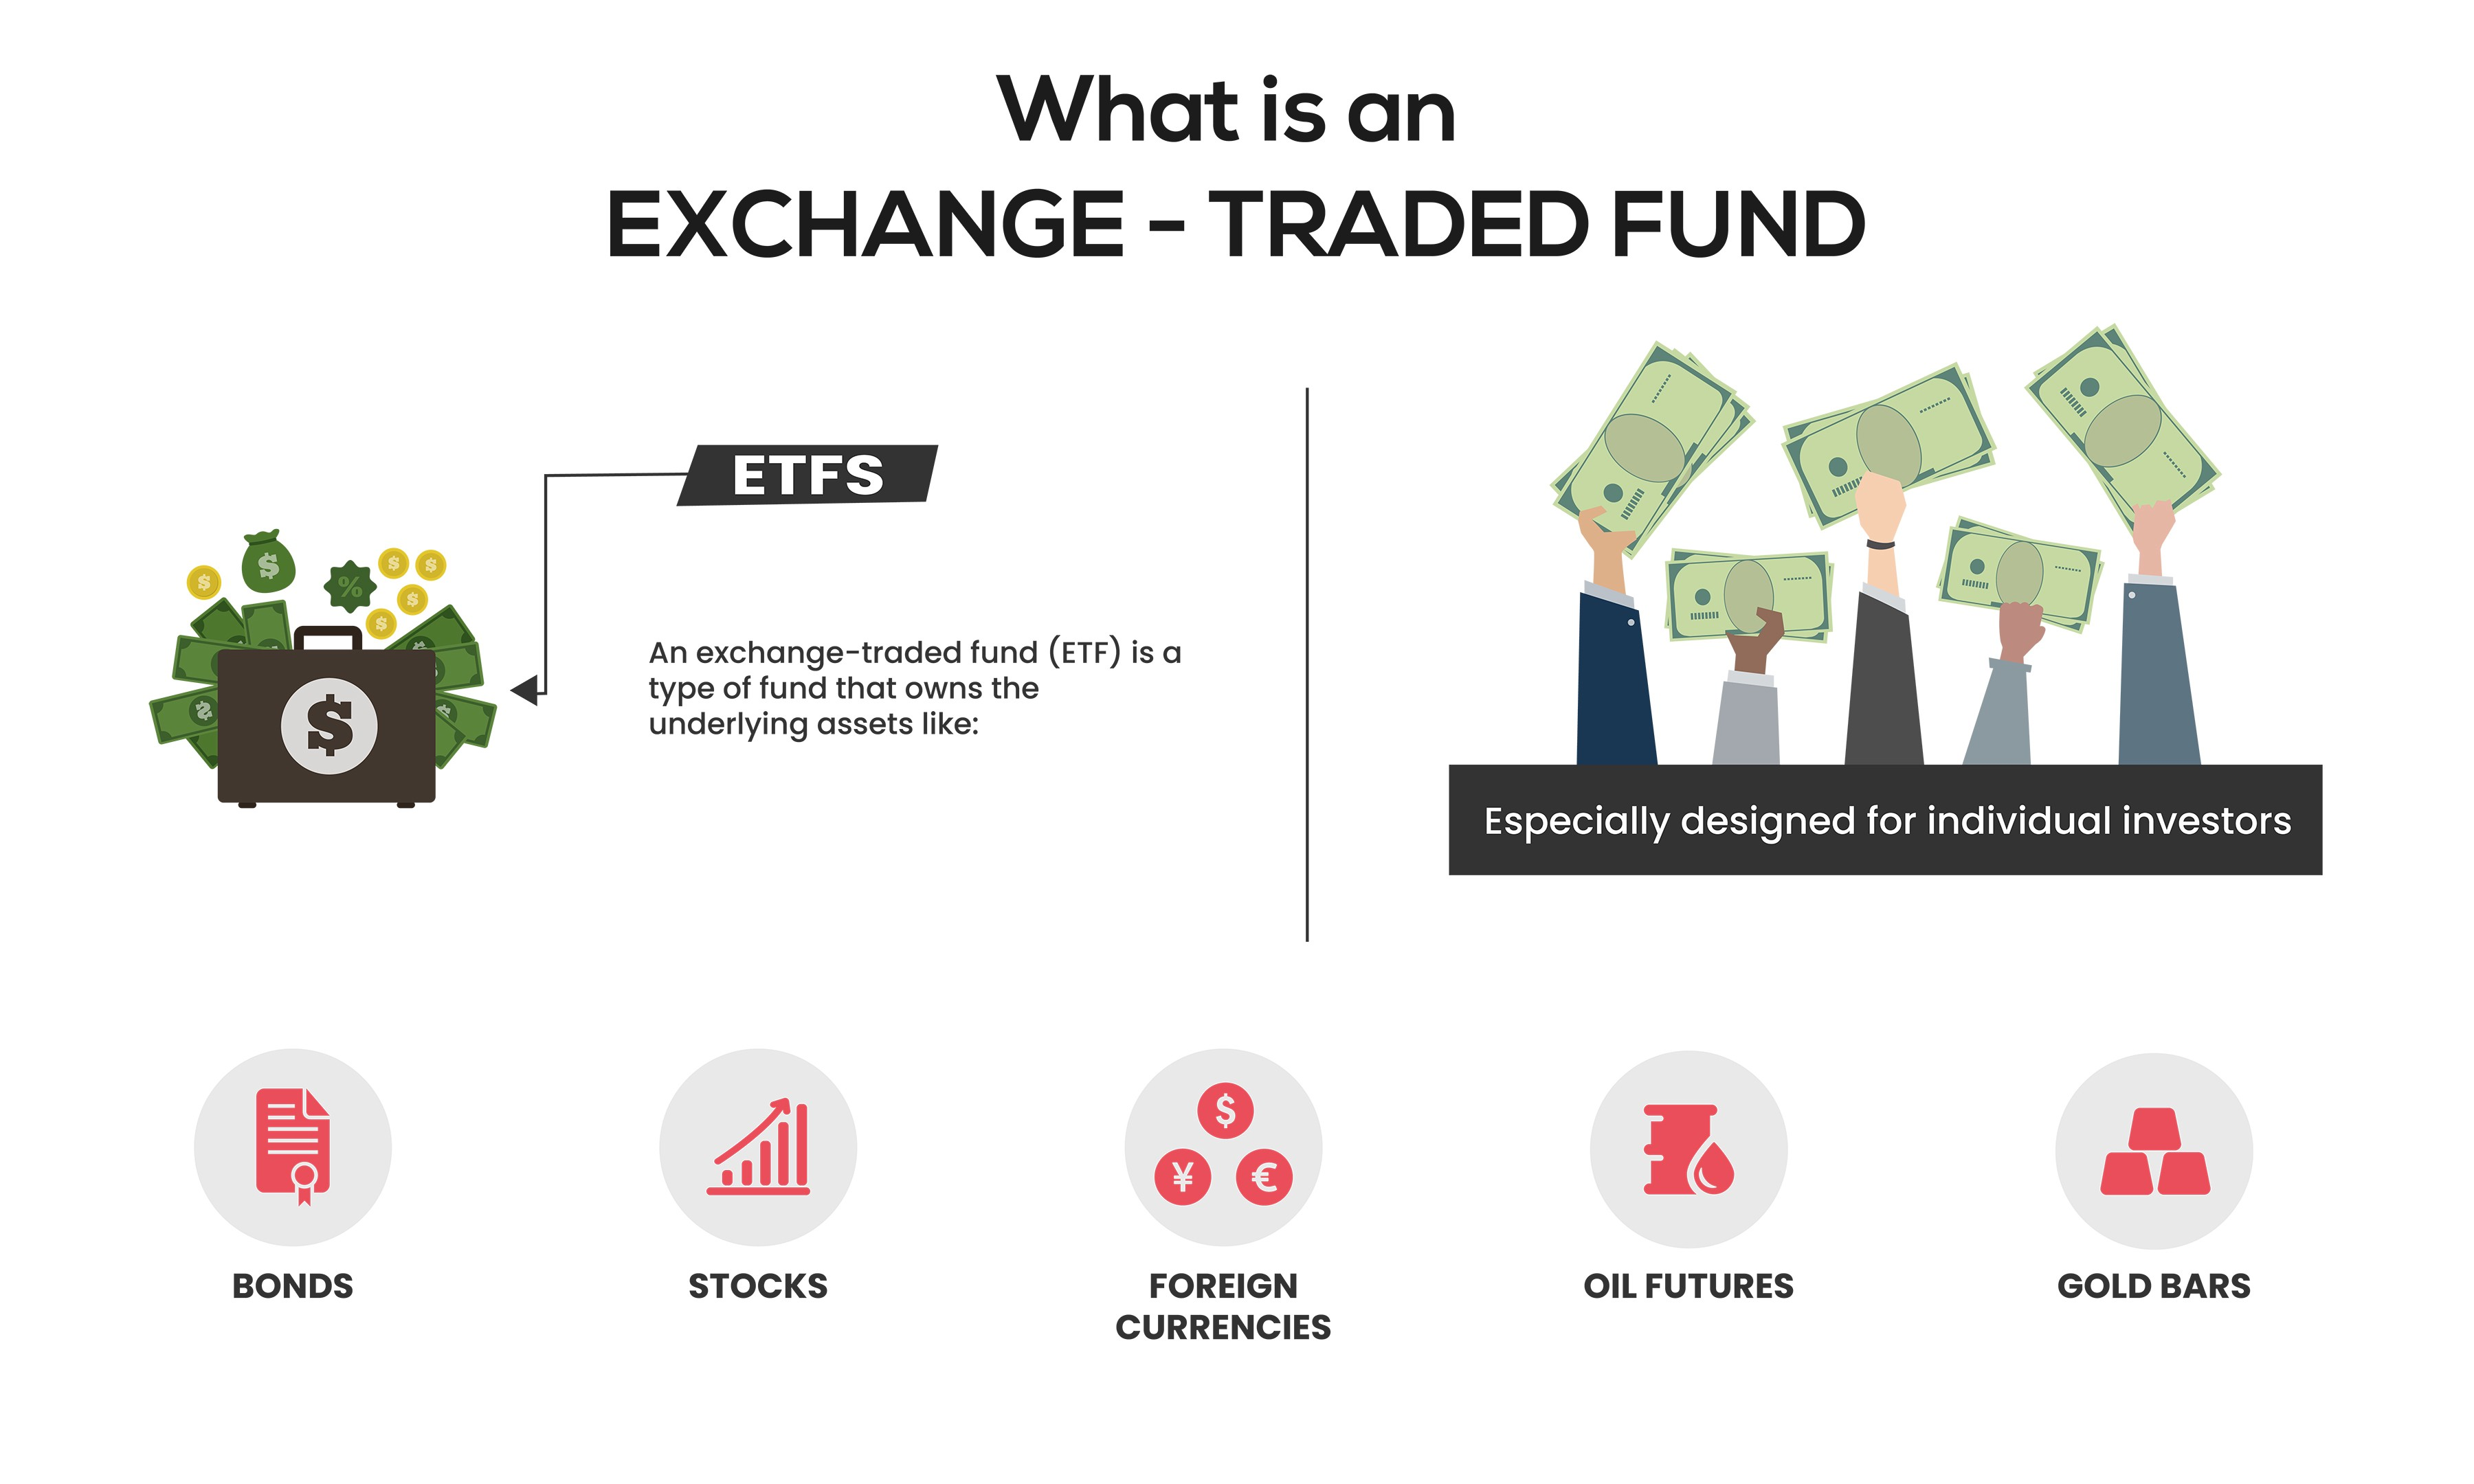 What is an
EXCHANGE - TRADED FUND
ETFS
$
$
$
$
$
$
%
$
An exchange-traded fund (ETF) is a
type of fund that owns the
underlying assets like:
Especially designed for individual investors
$
¥ €
BONDS
STOCKS
FOREIGN
CURRENCIES
OIL FUTURES
GOLD BARS